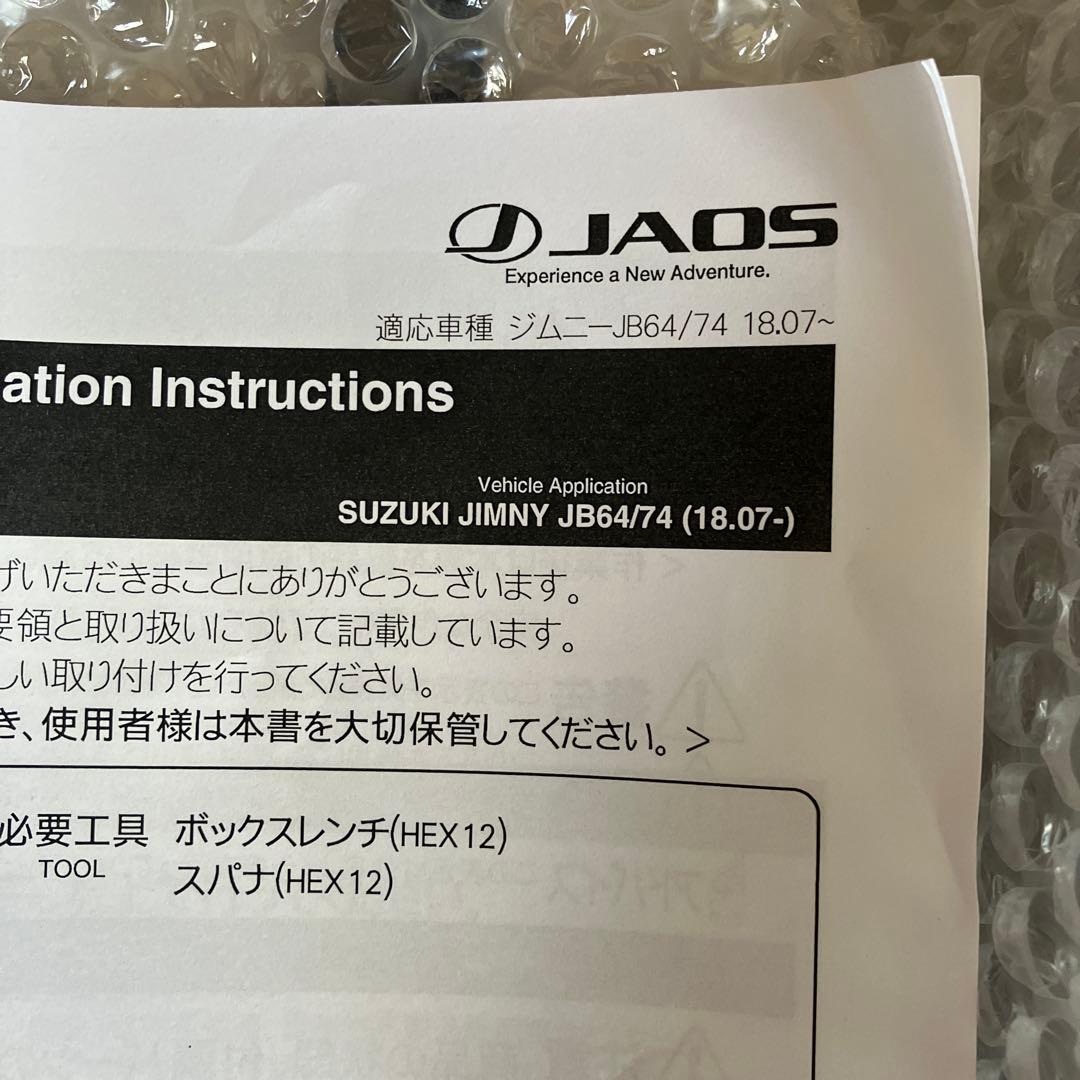 JAOS
Experience a New Adventure.
適応車種 ジムニーJB64/74 18.07~
ation Instructions
Vehicle Application
SUZUKI JIMNY JB64/74 (18.07-)
げいただきまことにありがとうございます。
要領と取り扱いについて記載しています。
しい取り付けを行ってください。
き、使用者様は本書を大切保管してください。>
必要工具 ボックスレンチ(HEX12)
TOOL スパナ(HEX12)